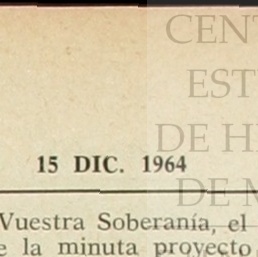 CENT
EST
DE H
15 DIC. 1964
DE M
Vuestra Soberanía, el
e la minuta proyecto